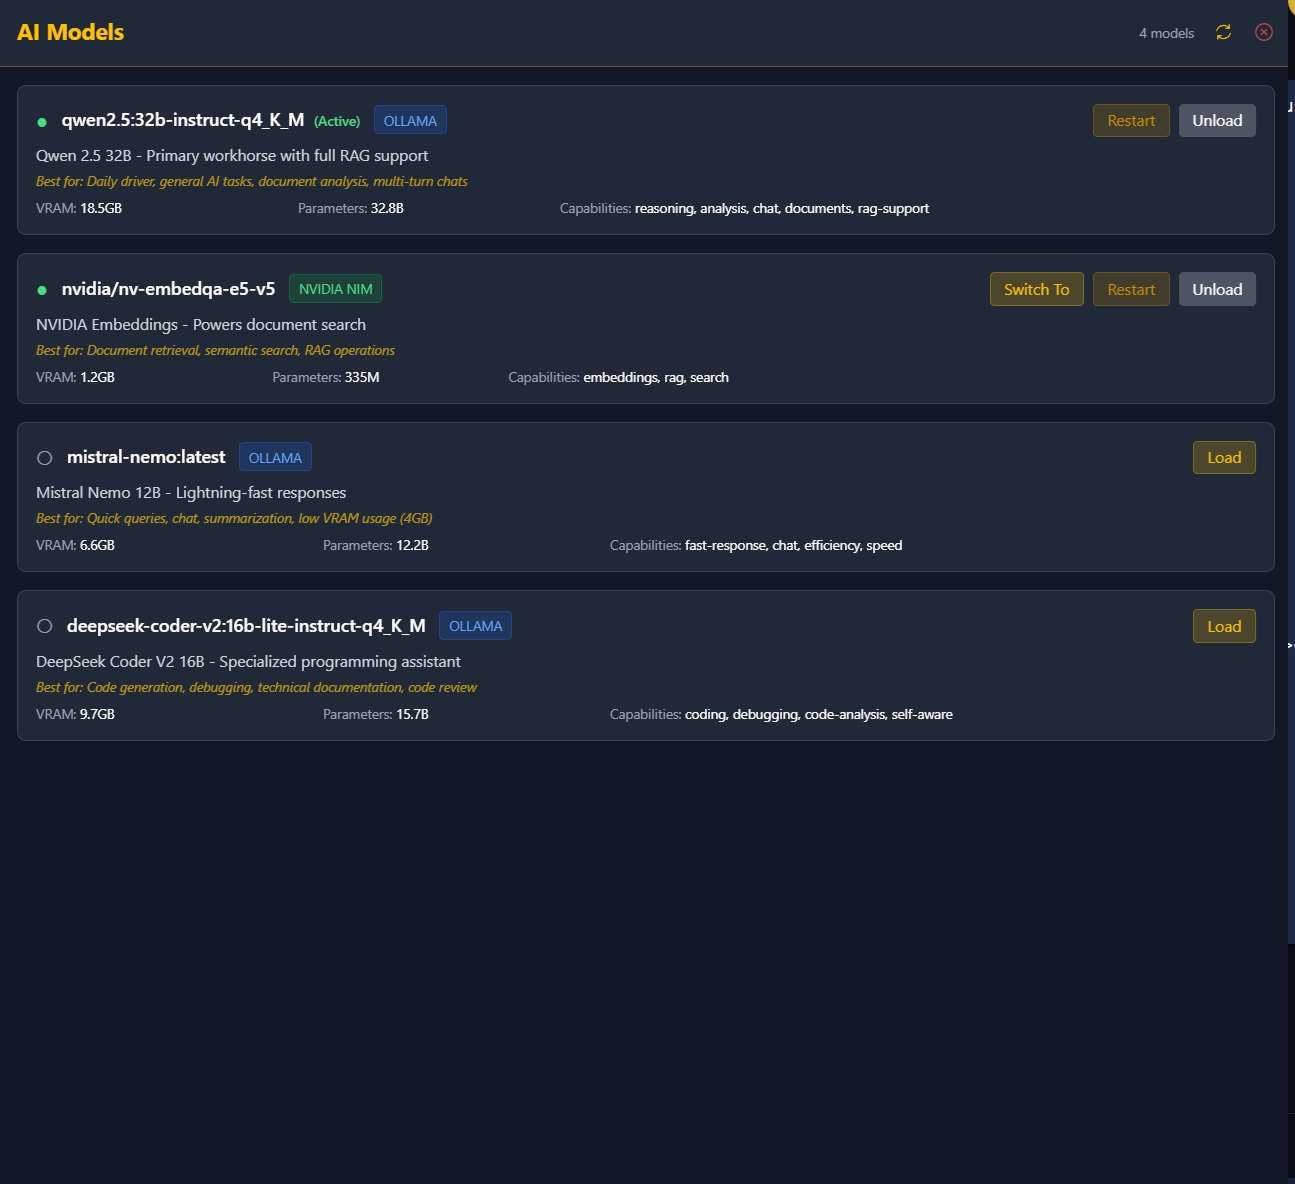 AI Models
4 models
qwen2.5:32b-instruct-q4_K_M (Active) OLLAMA Restart Unload
Qwen 2.5 32B - Primary workhorse with full RAG support
Best for: Daily driver, general AI tasks, document analysis, multi-turn chats
VRAM: 18.5GB Parameters: 32.8B Capabilities: reasoning, analysis, chat, documents, rag-support
nvidia/nv-embedqa-e5-v5 NVIDIA NIM Switch To Restart Unload
NVIDIA Embeddings - Powers document search
Best for: Document retrieval, semantic search, RAG operations
VRAM: 1.2GB Parameters: 335M Capabilities: embeddings, rag, search
mistral-nemo:latest OLLAMA Load
Mistral Nemo 12B - Lightning-fast responses
Best for: Quick queries, chat, summarization, low VRAM usage (4GB)
VRAM: 6.6GB Parameters: 12.2B Capabilities: fast-response, chat, efficiency, speed
deepseek-coder-v2:16b-lite-instruct-q4_K_M OLLAMA Load
DeepSeek Coder V2 16B - Specialized programming assistant
Best for: Code generation, debugging, technical documentation, code review
VRAM: 9.7GB Parameters: 15.7B Capabilities: coding, debugging, code-analysis, self-aware